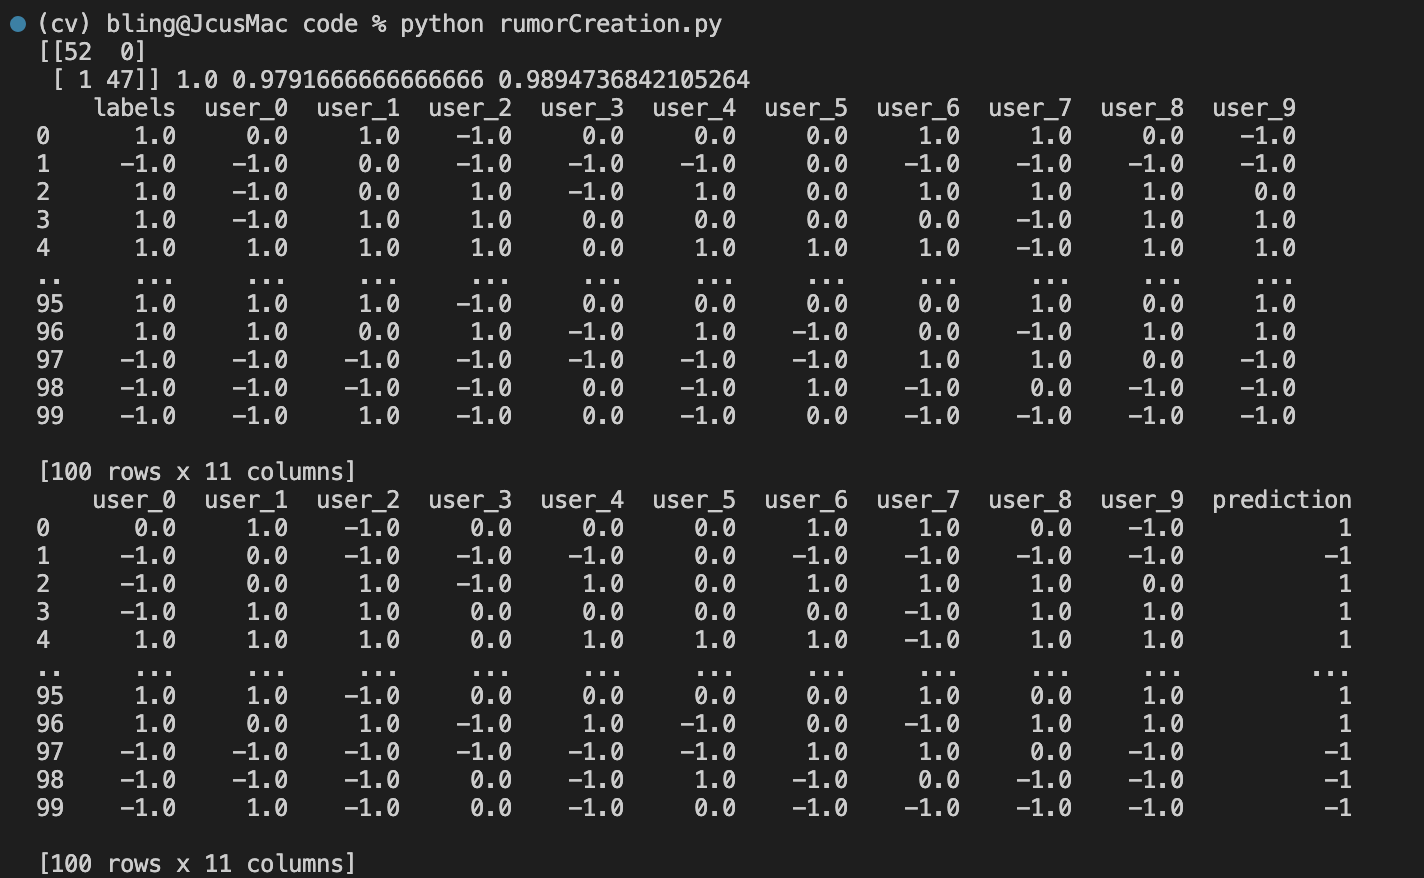 (cv) bling@JcusMac code % python rumorCreation.py
[[52  0]
 [ 1 47]] 1.0 0.9791666666666666 0.9894736842105264
    labels  user_0  user_1  user_2  user_3  user_4  user_5  user_6  user_7  user_8  user_9
0      1.0     0.0     1.0    -1.0     0.0     0.0     0.0     1.0     1.0     0.0    -1.0
1     -1.0    -1.0     0.0    -1.0    -1.0    -1.0     0.0    -1.0    -1.0    -1.0    -1.0
2      1.0    -1.0     0.0     1.0    -1.0     1.0     0.0     1.0     1.0     1.0     0.0
3      1.0    -1.0     1.0     1.0     0.0     0.0     0.0     0.0    -1.0     1.0     1.0
4      1.0     1.0     1.0     1.0     0.0     1.0     1.0     1.0    -1.0     1.0     1.0
..     ...     ...     ...     ...     ...     ...     ...     ...     ...     ...     ...
95     1.0     1.0     1.0    -1.0     0.0     0.0     0.0     0.0     1.0     0.0     1.0
96     1.0     1.0     0.0     1.0    -1.0     1.0    -1.0     0.0    -1.0     1.0     1.0
97    -1.0    -1.0    -1.0    -1.0    -1.0    -1.0    -1.0     1.0     1.0     0.0    -1.0
98    -1.0    -1.0    -1.0    -1.0     0.0    -1.0     1.0    -1.0     0.0    -1.0    -1.0
99    -1.0    -1.0     1.0    -1.0     0.0    -1.0     0.0    -1.0    -1.0    -1.0    -1.0
[100 rows x 11 columns]
    user_0  user_1  user_2  user_3  user_4  user_5  user_6  user_7  user_8  user_9  prediction
0      0.0     1.0    -1.0     0.0     0.0     0.0     1.0     1.0     0.0    -1.0           1
1     -1.0     0.0    -1.0    -1.0    -1.0     0.0    -1.0    -1.0    -1.0    -1.0          -1
2     -1.0     0.0     1.0    -1.0     1.0     0.0     1.0     1.0     1.0     0.0           1
3     -1.0     1.0     1.0     0.0     0.0     0.0     0.0    -1.0     1.0     1.0           1
4      1.0     1.0     1.0     0.0     1.0     1.0     1.0    -1.0     1.0     1.0           1
..     ...     ...     ...     ...     ...     ...     ...     ...     ...     ...         ...
95     1.0     1.0    -1.0     0.0     0.0     0.0     0.0     1.0     0.0     1.0           1
96     1.0     0.0     1.0    -1.0     1.0    -1.0     0.0    -1.0     1.0     1.0           1
97    -1.0    -1.0    -1.0    -1.0    -1.0    -1.0     1.0     1.0     0.0    -1.0          -1
98    -1.0    -1.0    -1.0     0.0    -1.0     1.0    -1.0     0.0    -1.0    -1.0          -1
99    -1.0     1.0    -1.0     0.0    -1.0     0.0    -1.0    -1.0    -1.0    -1.0          -1
[100 rows x 11 columns]